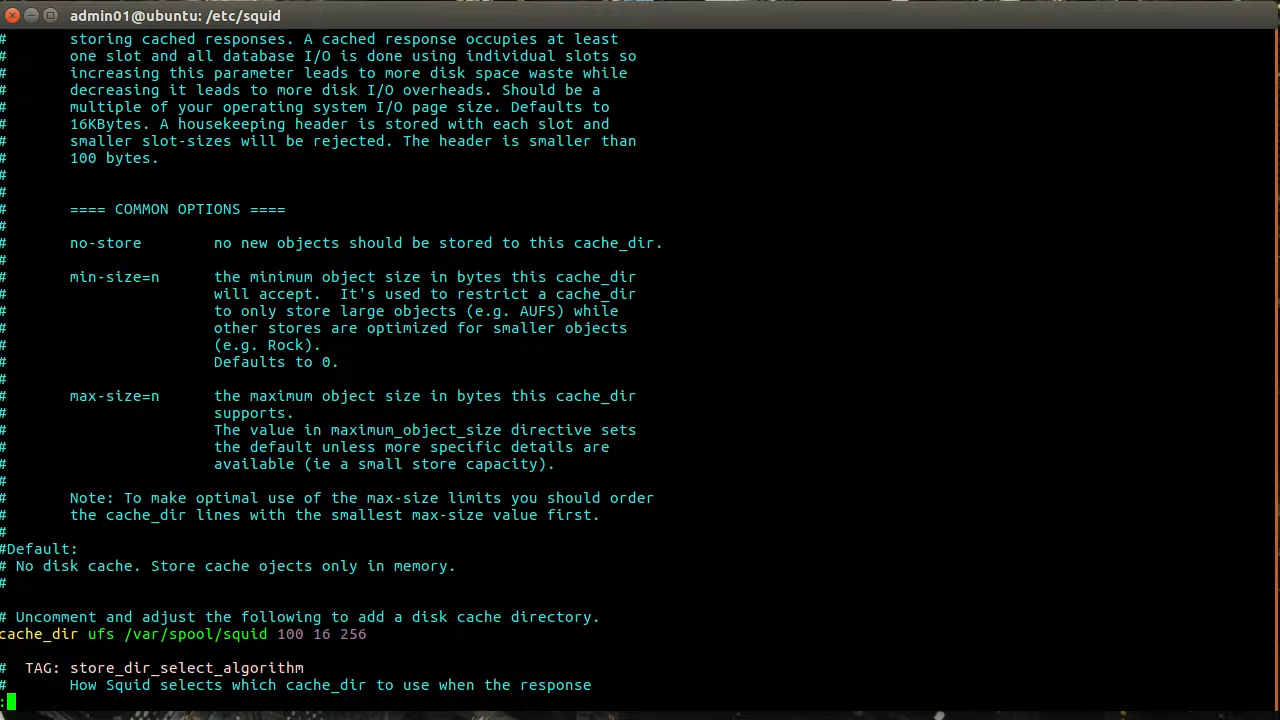 admin01@ubuntu: /etc/squid
#       storing cached responses. A cached response occupies at least
#       one slot and all database I/O is done using individual slots so
#       increasing this parameter leads to more disk space waste while
#       decreasing it leads to more disk I/O overheads. Should be a
#       multiple of your operating system I/O page size. Defaults to
#       16KBytes. A housekeeping header is stored with each slot and
#       smaller slot-sizes will be rejected. The header is smaller than
#       100 bytes.
#
#
#       ==== COMMON OPTIONS ====
#
#       no-store        no new objects should be stored to this cache_dir.
#
#       min-size=n      the minimum object size in bytes this cache_dir
#                       will accept.  It's used to restrict a cache_dir
#                       to only store large objects (e.g. AUFS) while
#                       other stores are optimized for smaller objects
#                       (e.g. Rock).
#                       Defaults to 0.
#
#       max-size=n      the maximum object size in bytes this cache_dir
#                       supports.
#                       The value in maximum_object_size directive sets
#                       the default unless more specific details are
#                       available (ie a small store capacity).
#
#       Note: To make optimal use of the max-size limits you should order
#       the cache_dir lines with the smallest max-size value first.
#
#Default:
# No disk cache. Store cache ojects only in memory.
#

# Uncomment and adjust the following to add a disk cache directory.
cache_dir ufs /var/spool/squid 100 16 256

#  TAG: store_dir_select_algorithm
#       How Squid selects which cache_dir to use when the response
: